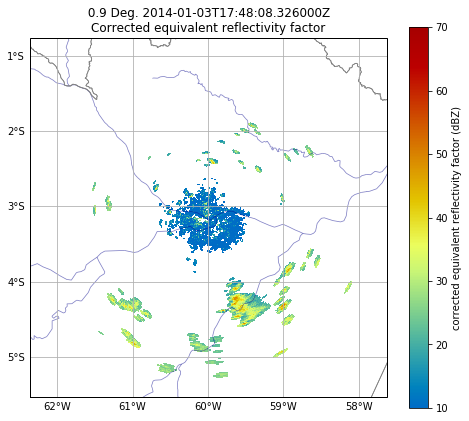 0.9 Deg. 2014-01-03T17:48:08.326000Z
Corrected equivalent reflectivity factor
1°S
2°S
3°S
4°S
5°S
62°W
61°W
60°W
59°W
58°W
70
60
50
40
30
20
10
corrected equivalent reflectivity factor (dBZ)